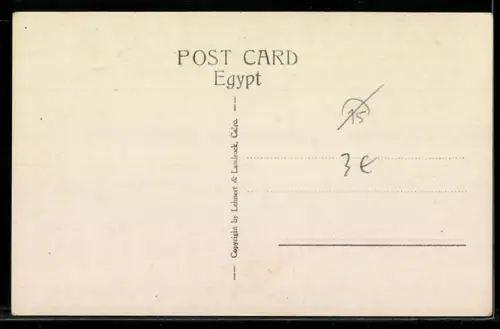 POST CARD
Egypt
Copyright by Lehnert & Landrock, Cairo.
15
3 €